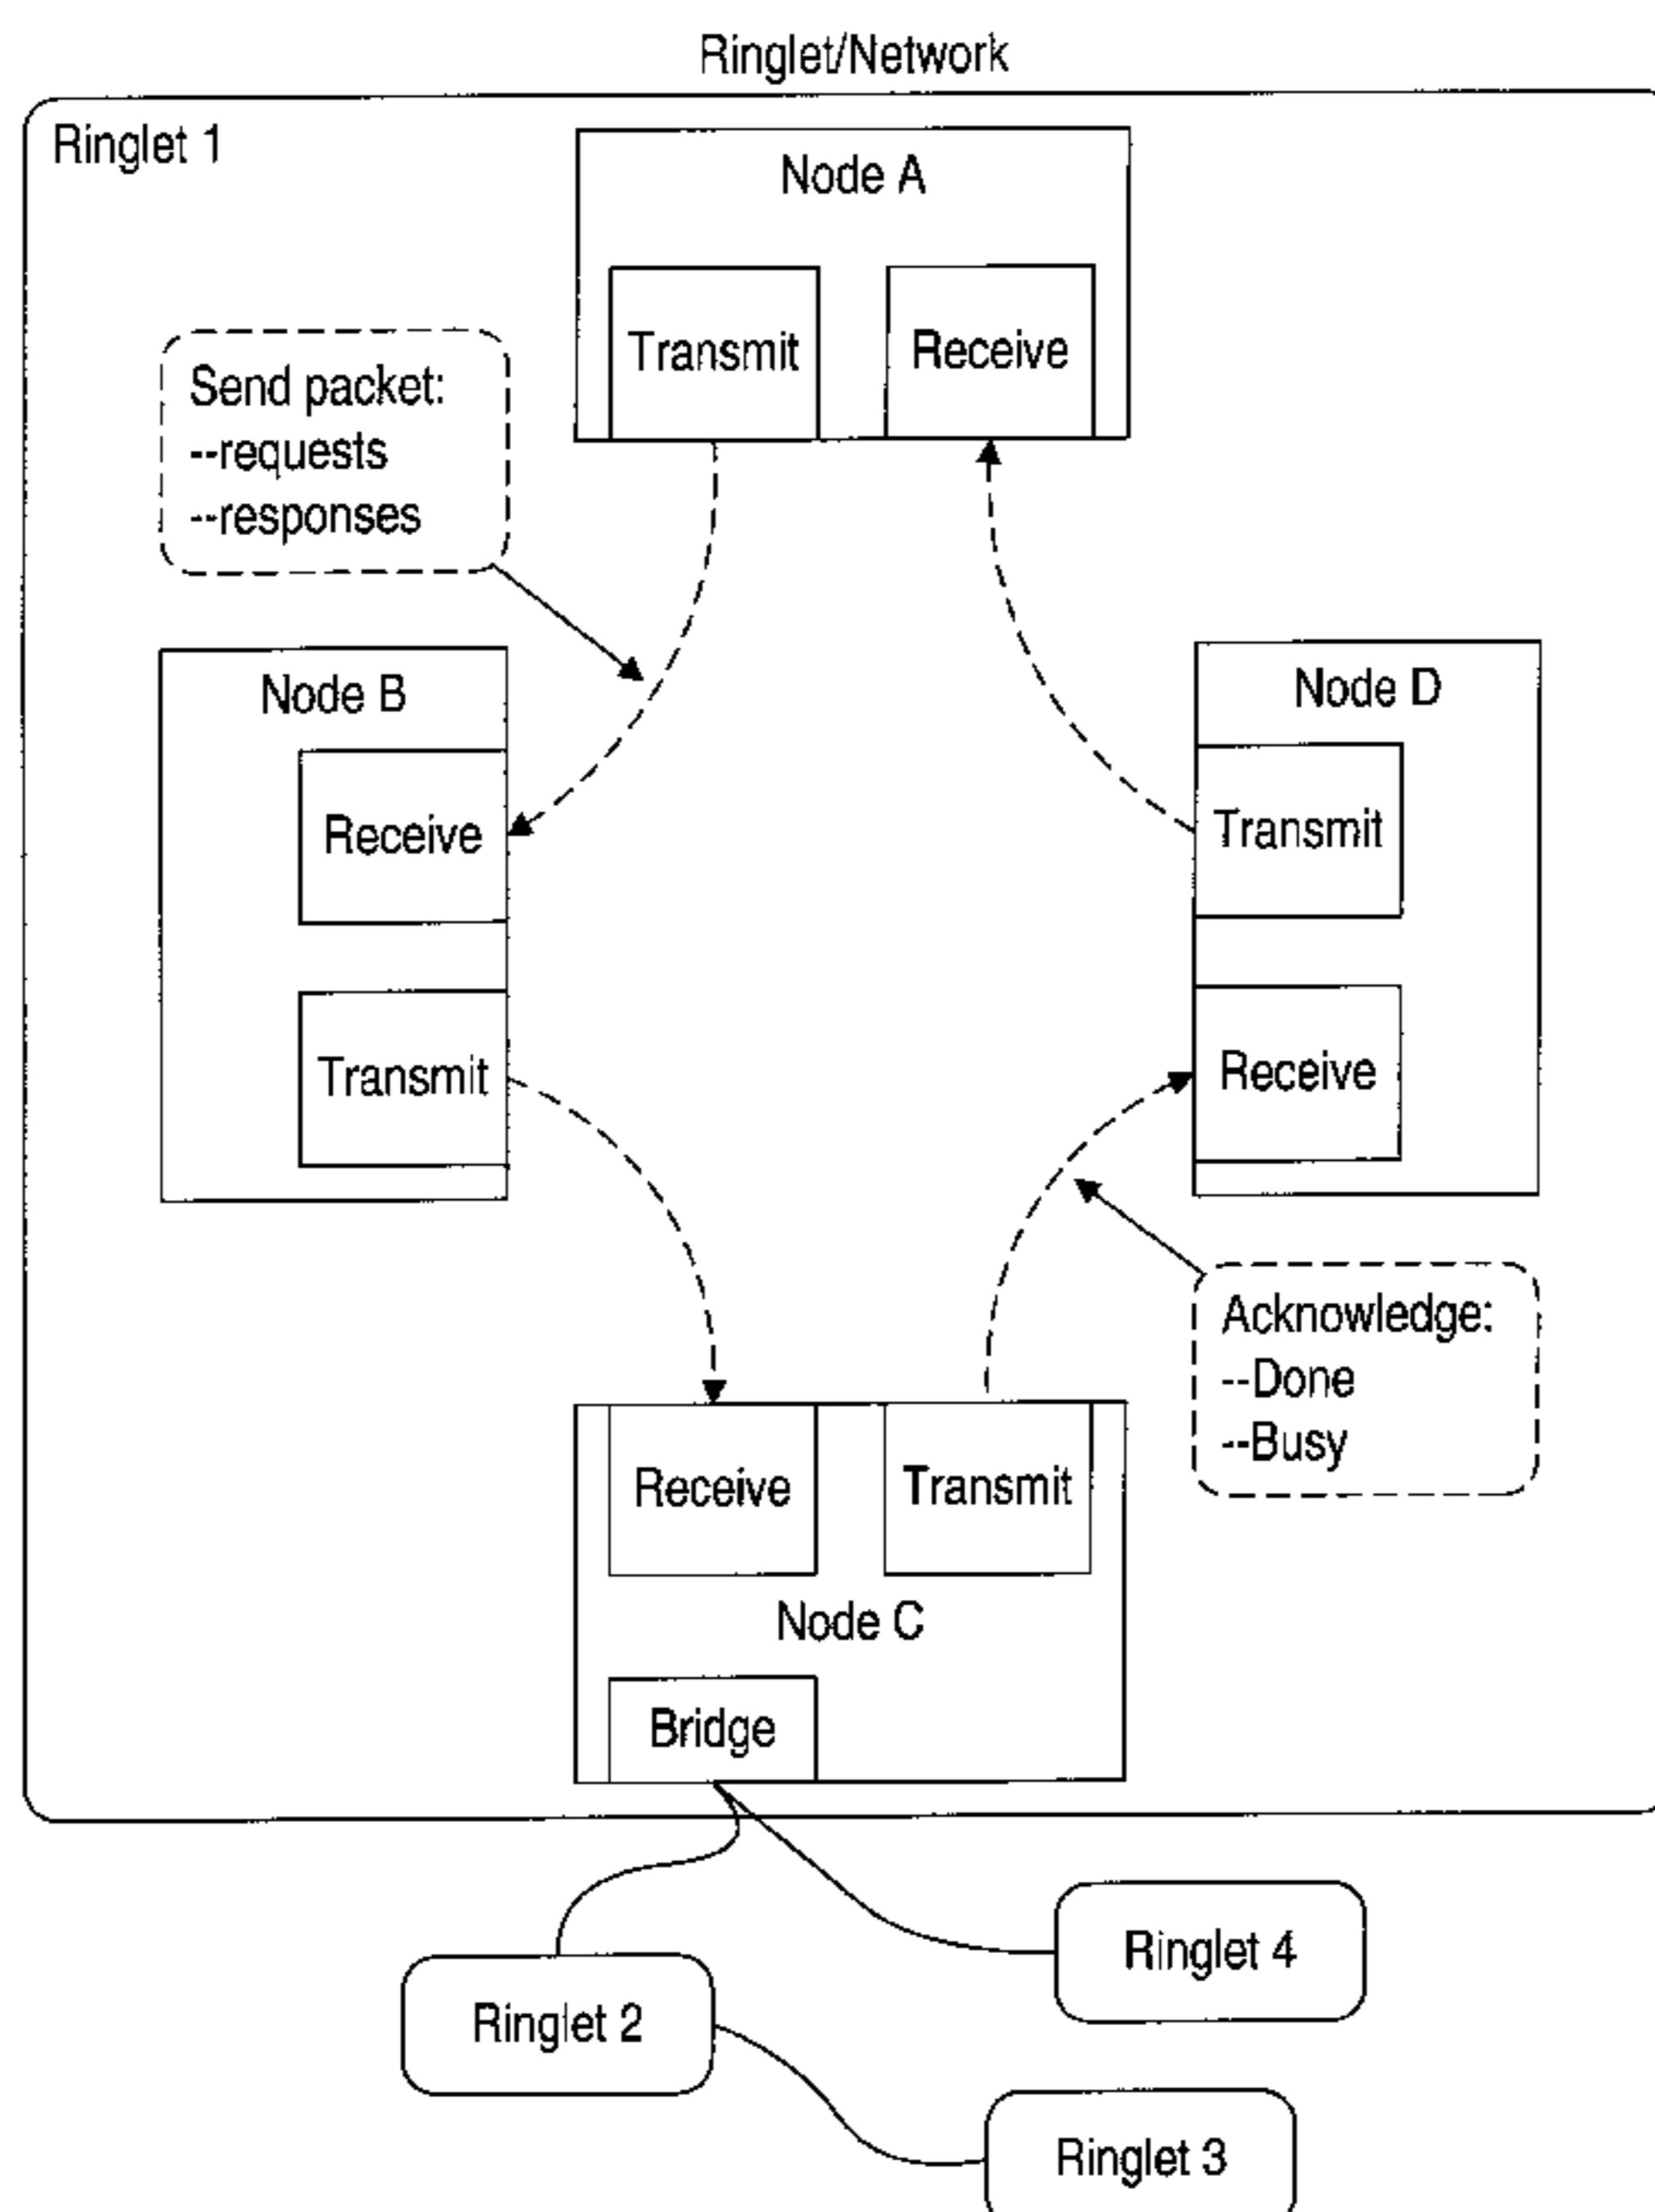 Ringlet/Network
Ringlet 1
Node A
Transmit
Receive
Send packet:
--requests
--responses
Node B
Receive
Transmit
Node D
Transmit
Receive
Acknowledge:
--Done
--Busy
Receive
Transmit
Node C
Bridge
Ringlet 4
Ringlet 2
Ringlet 3